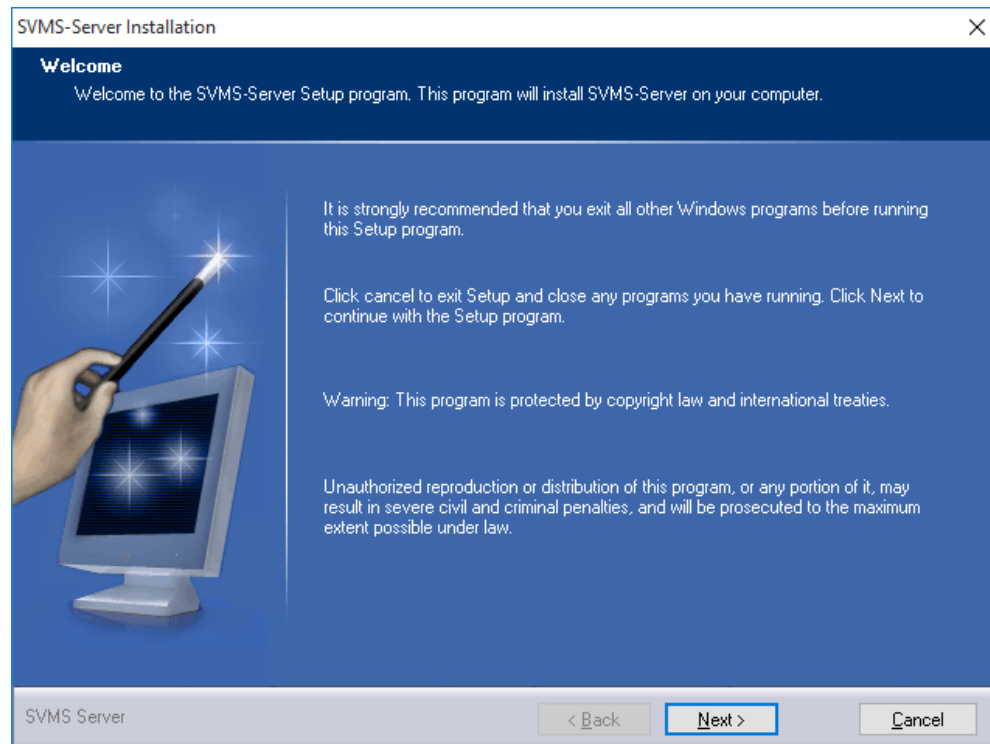 SVMS-Server Installation
Welcome
Welcome to the SVMS-Server Setup program. This program will install SVMS-Server on your computer.
It is strongly recommended that you exit all other Windows programs before running
this Setup program.
Click cancel to exit Setup and close any programs you have running. Click Next to
continue with the Setup program.
Warning: This program is protected by copyright law and international treaties.
Unauthorized reproduction or distribution of this program, or any portion of it, may
result in severe civil and criminal penalties, and will be prosecuted to the maximum
extent possible under law.
SVMS Server
< Back Next > Cancel